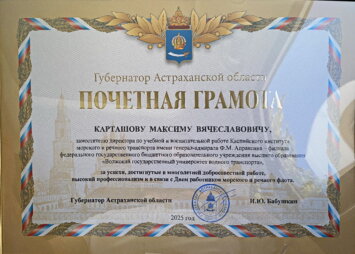 Губернатор Астраханской области
ПОЧЕТНАЯ ГРАМОТА
КАРТАШОВУ МАКСИМУ ВЯЧЕСЛАВОВИЧУ,
заместителю директора по учебной и воспитательной работе Каспийского института
морского и речного транспорта имени генерал-адмирала Ф.М. Апраксина – филиала
федерального государственного бюджетного образовательного учреждения высшего образования
«Волжский государственный университет водного транспорта»,
за успехи, достигнутые в многолетней добросовестной работе,
высокий профессионализм и в связи с Днем работников морского и речного флота.
Губернатор Астраханской области
И.Ю. Бабушкин
2025 год